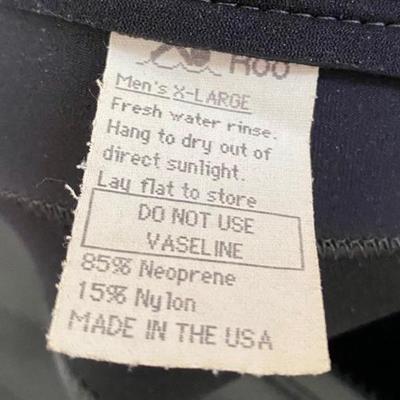 ROO
Men's X-LARGE
Fresh water rinse.
Hang to dry out of
direct sunlight.
Lay flat to store
DO NOT USE
VASELINE
85% Neoprene
15% Nylon
MADE IN THE USA